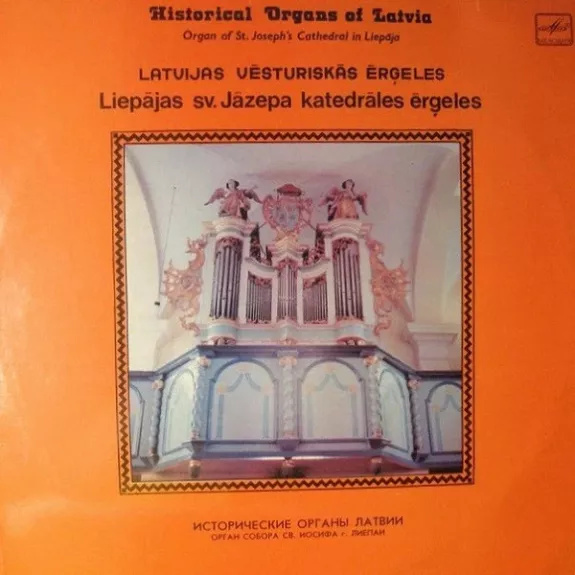 Historical Organs of Latvia
Organ of St. Joseph's Cathedral in Liepāja
LATVIJAS VĒSTURISKĀS ĒRĢELES
Liepājas sv. Jāzepa katedrāles ērģeles
ИСТОРИЧЕСКИЕ ОРГАНЫ ЛАТВИИ
ОРГАН СОБОРА СВ. ИОСИФА г. ЛИЕПАИ